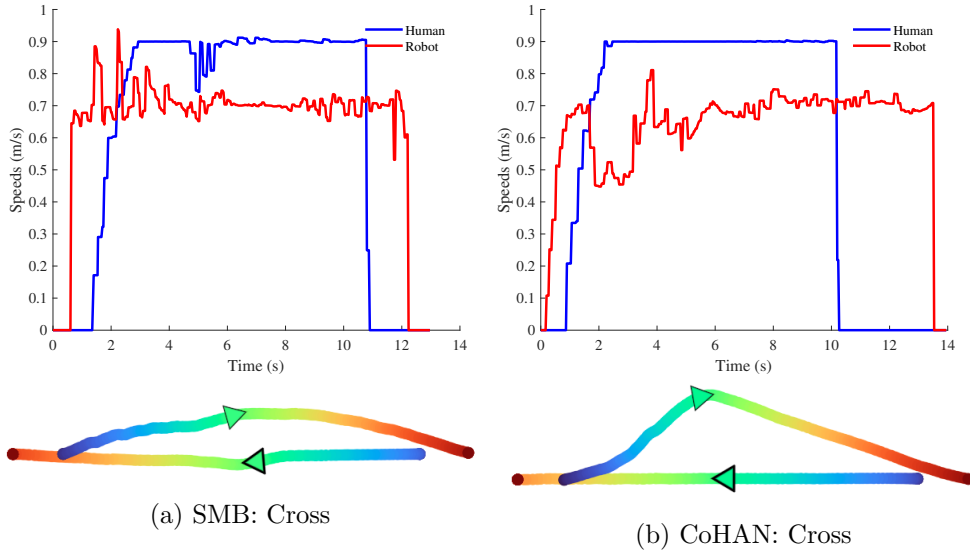 1
0.9
0.8
0.7
0.6
0.5
0.4
0.3
0.2
0.1
0
Speeds (m/s)
Human
Robot
0 2 4 6 8 10 12 14
Time (s)
(a) SMB: Cross
1
0.9
0.8
0.7
0.6
0.5
0.4
0.3
0.2
0.1
0
Speeds (m/s)
Human
Robot
0 2 4 6 8 10 12 14
Time (s)
(b) CoHAN: Cross